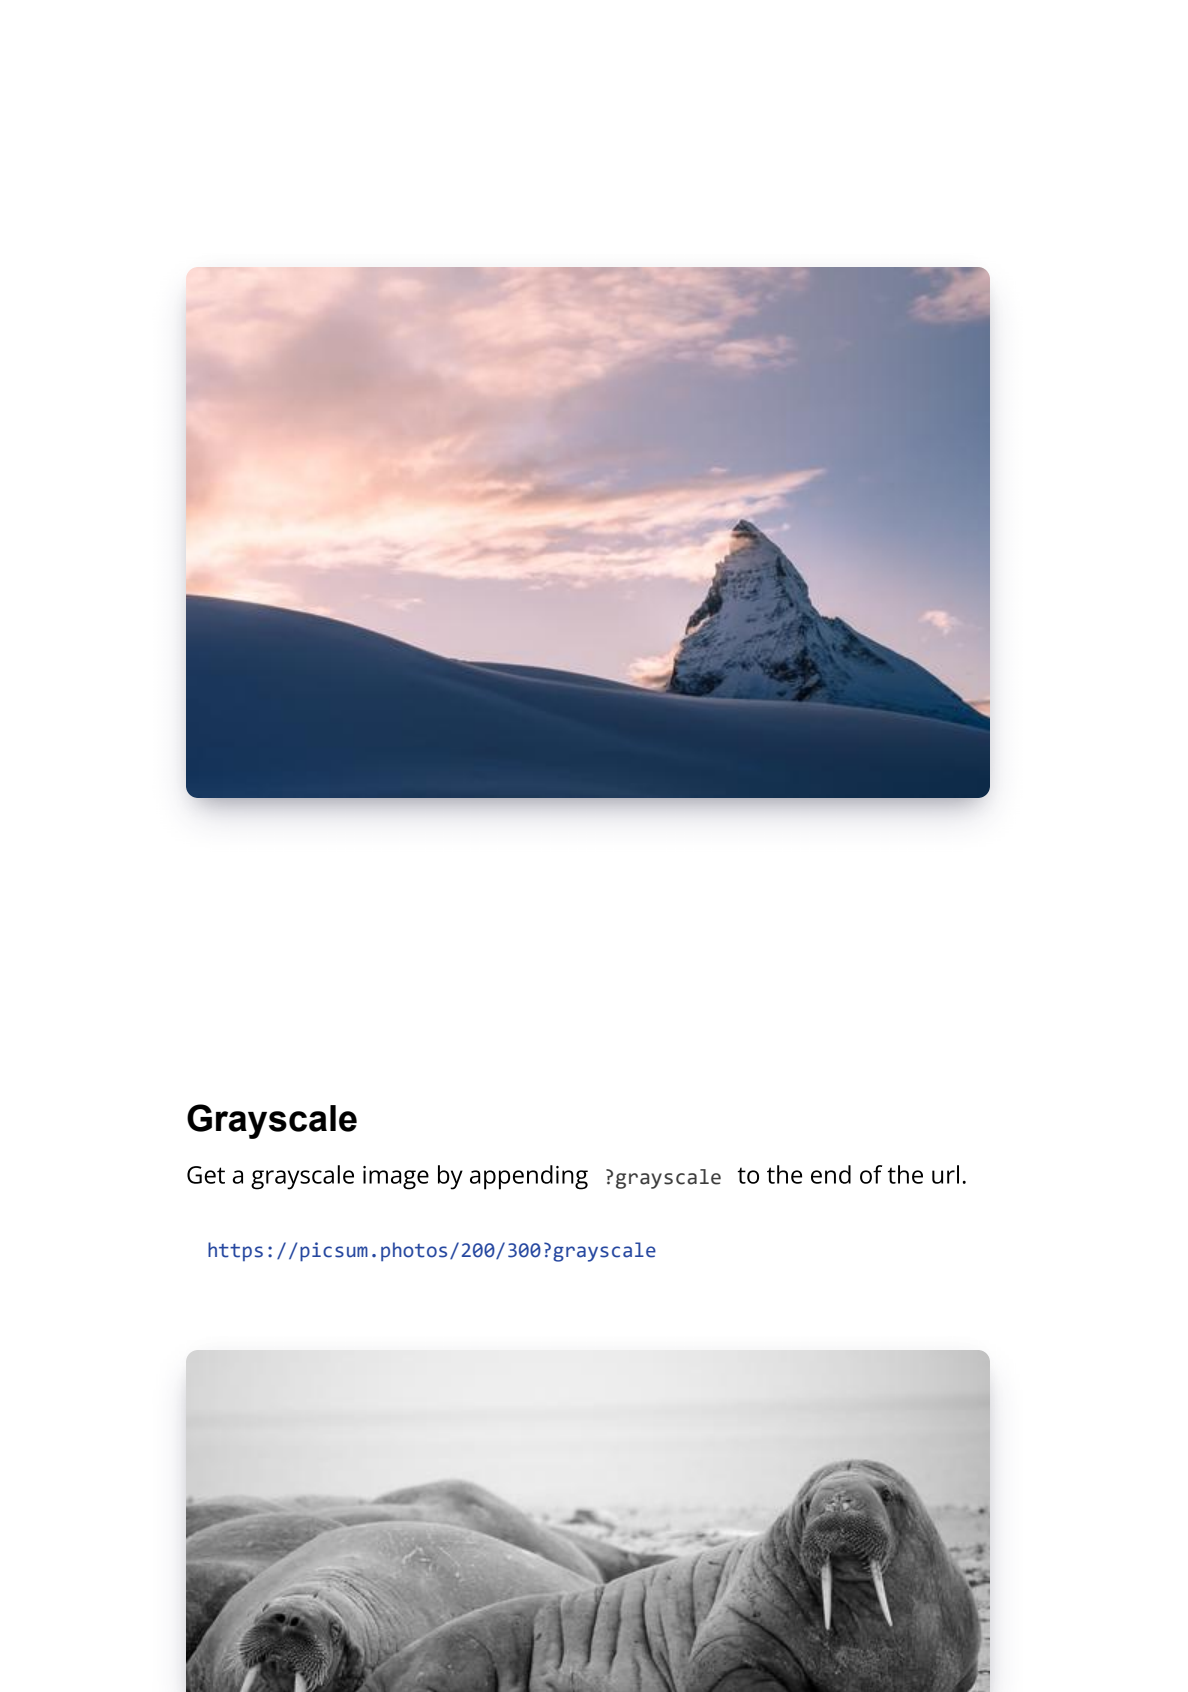 Grayscale
Get a grayscale image by appending ?grayscale to the end of the url.
https://picsum.photos/200/300?grayscale